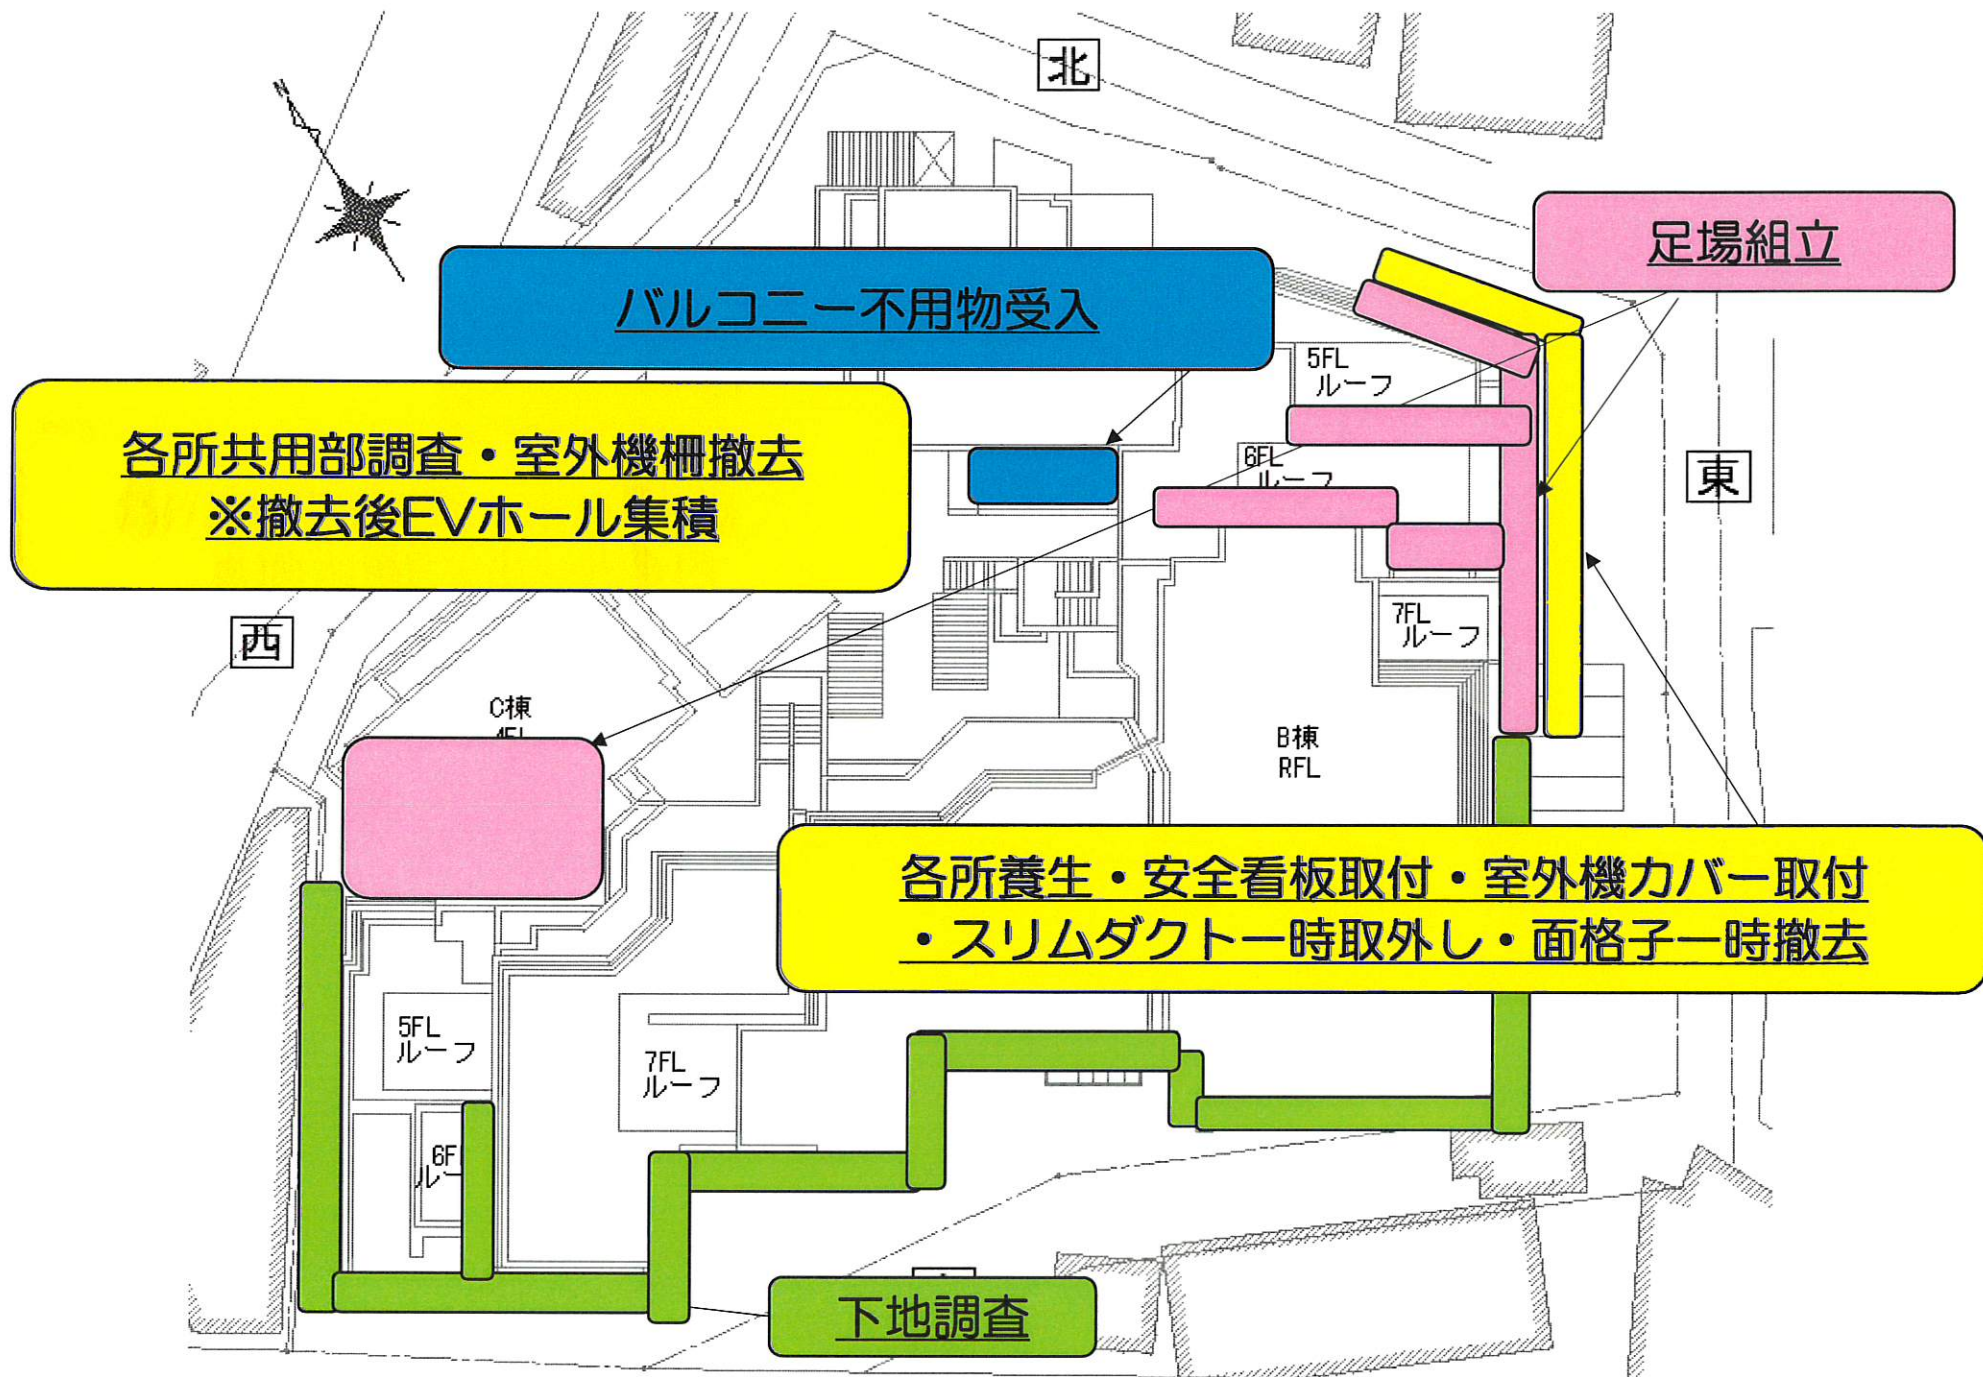 北
足場組立
バルコニー不用物受入
5FL
ルーフ
各所共用部調査・室外機柵撤去
※撤去後EVホール集積
6FL
ルーフ
東
7FL
ルーフ
西
C棟
B棟
RFL
各所養生・安全看板取付・室外機カバー取付
・スリムダクト一時取外し・面格子一時撤去
5FL
ルーフ
7FL
ルーフ
下地調査